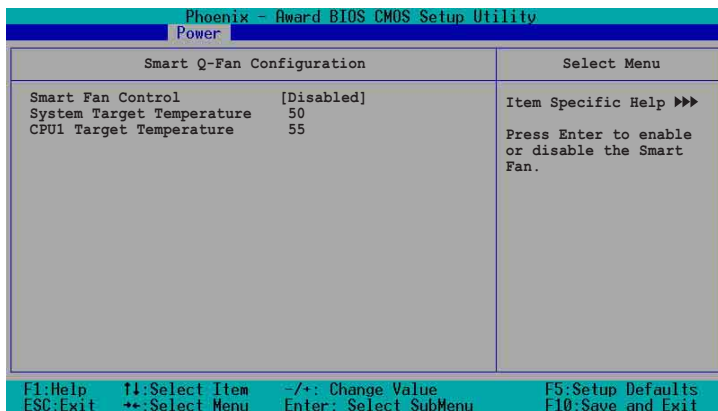 Phoenix - Award BIOS CMOS Setup Utility
Power
Smart Q-Fan Configuration
Select Menu
Smart Fan Control [Disabled]
System Target Temperature 50
CPU1 Target Temperature 55
Item Specific Help ▶▶▶
Press Enter to enable
or disable the Smart
Fan.
F1:Help ↑↓:Select Item -/+: Change Value F5:Setup Defaults
ESC:Exit →←:Select Menu Enter: Select SubMenu F10:Save and Exit